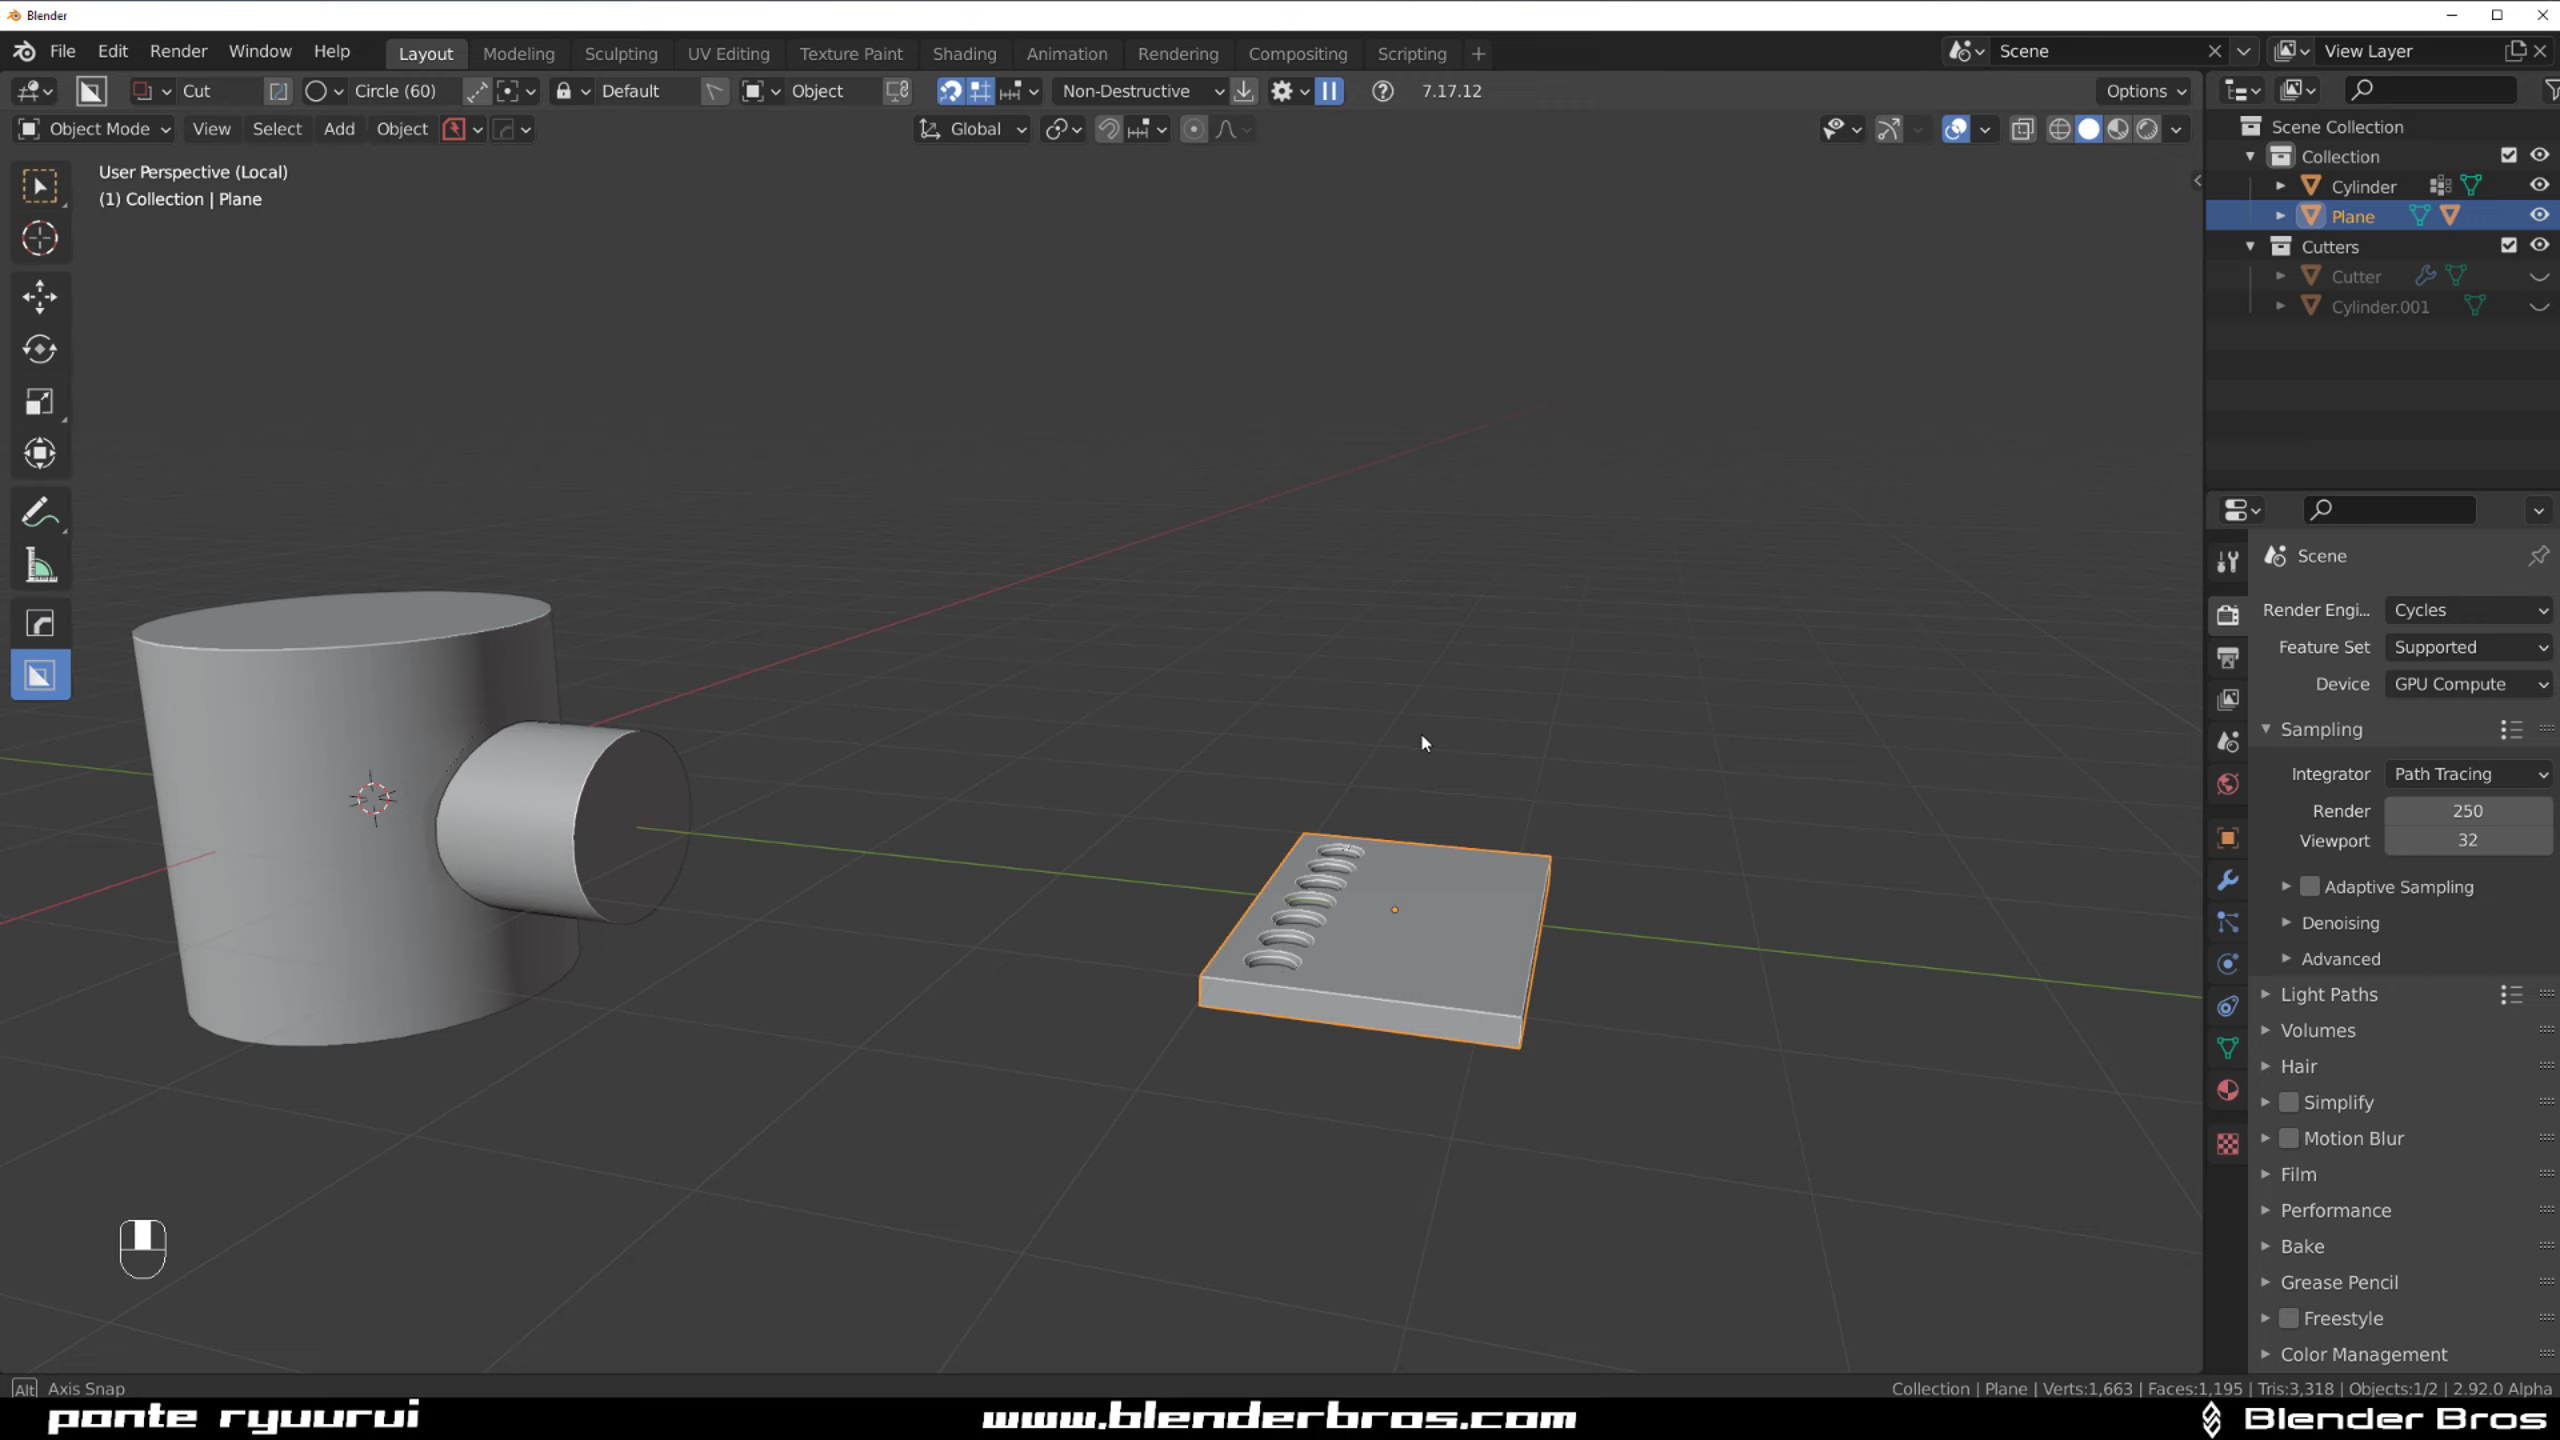 Blender
File Edit Render Window Help Layout Modeling Sculpting UV Editing Texture Paint Shading Animation Rendering Compositing Scripting + Scene View Layer
Cut Circle (60) Default Object Non-Destructive 7.17.12 Options
Object Mode View Select Add Object Global
User Perspective (Local)
(1) Collection | Plane
Scene Collection
Collection
Cylinder
Plane
Cutters
Cutter
Cylinder.001
Scene
Render Engi... Cycles
Feature Set Supported
Device GPU Compute
Sampling
Integrator Path Tracing
Render 250
Viewport 32
Adaptive Sampling
Denoising
Advanced
Light Paths
Volumes
Hair
Simplify
Motion Blur
Film
Performance
Bake
Grease Pencil
Freestyle
Color Management
Alt Axis Snap
Collection | Plane | Verts:1,663 | Faces:1,195 | Tris:3,318 | Objects:1/2 | 2.92.0 Alpha
ponte ryuurui www.blenderbros.com Blender Bros